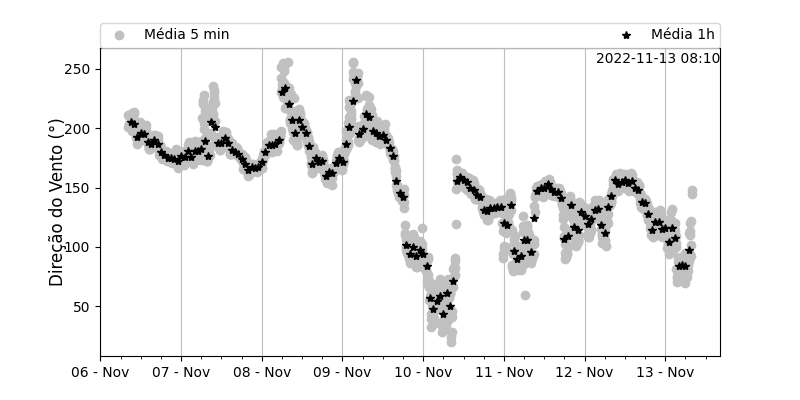 Média 5 min
Média 1h
2022-11-13 08:10
Direção do Vento (°)
250
200
150
100
50
06 - Nov
07 - Nov
08 - Nov
09 - Nov
10 - Nov
11 - Nov
12 - Nov
13 - Nov